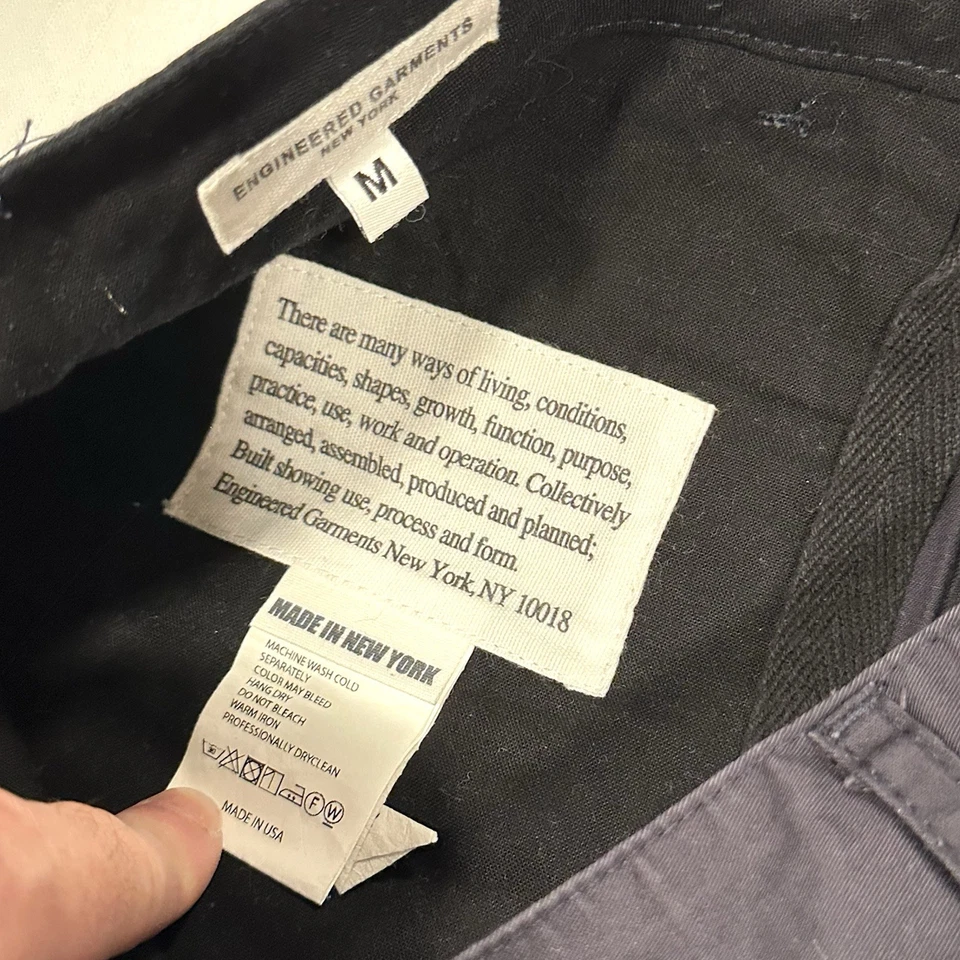 ENGINEERED GARMENTS
NEW YORK
M
There are many ways of living, conditions,
capacities, shapes, growth, function, purpose,
practice, use, work and operation. Collectively
arranged, assembled, produced and planned;
Built showing use, process and form.
Engineered Garments New York, NY 10018
MADE IN NEW YORK
MACHINE WASH COLD
SEPARATELY
COLOR MAY BLEED
HANG DRY
DO NOT BLEACH
WARM IRON
PROFESSIONALLY DRYCLEAN
30 F W
MADE IN USA